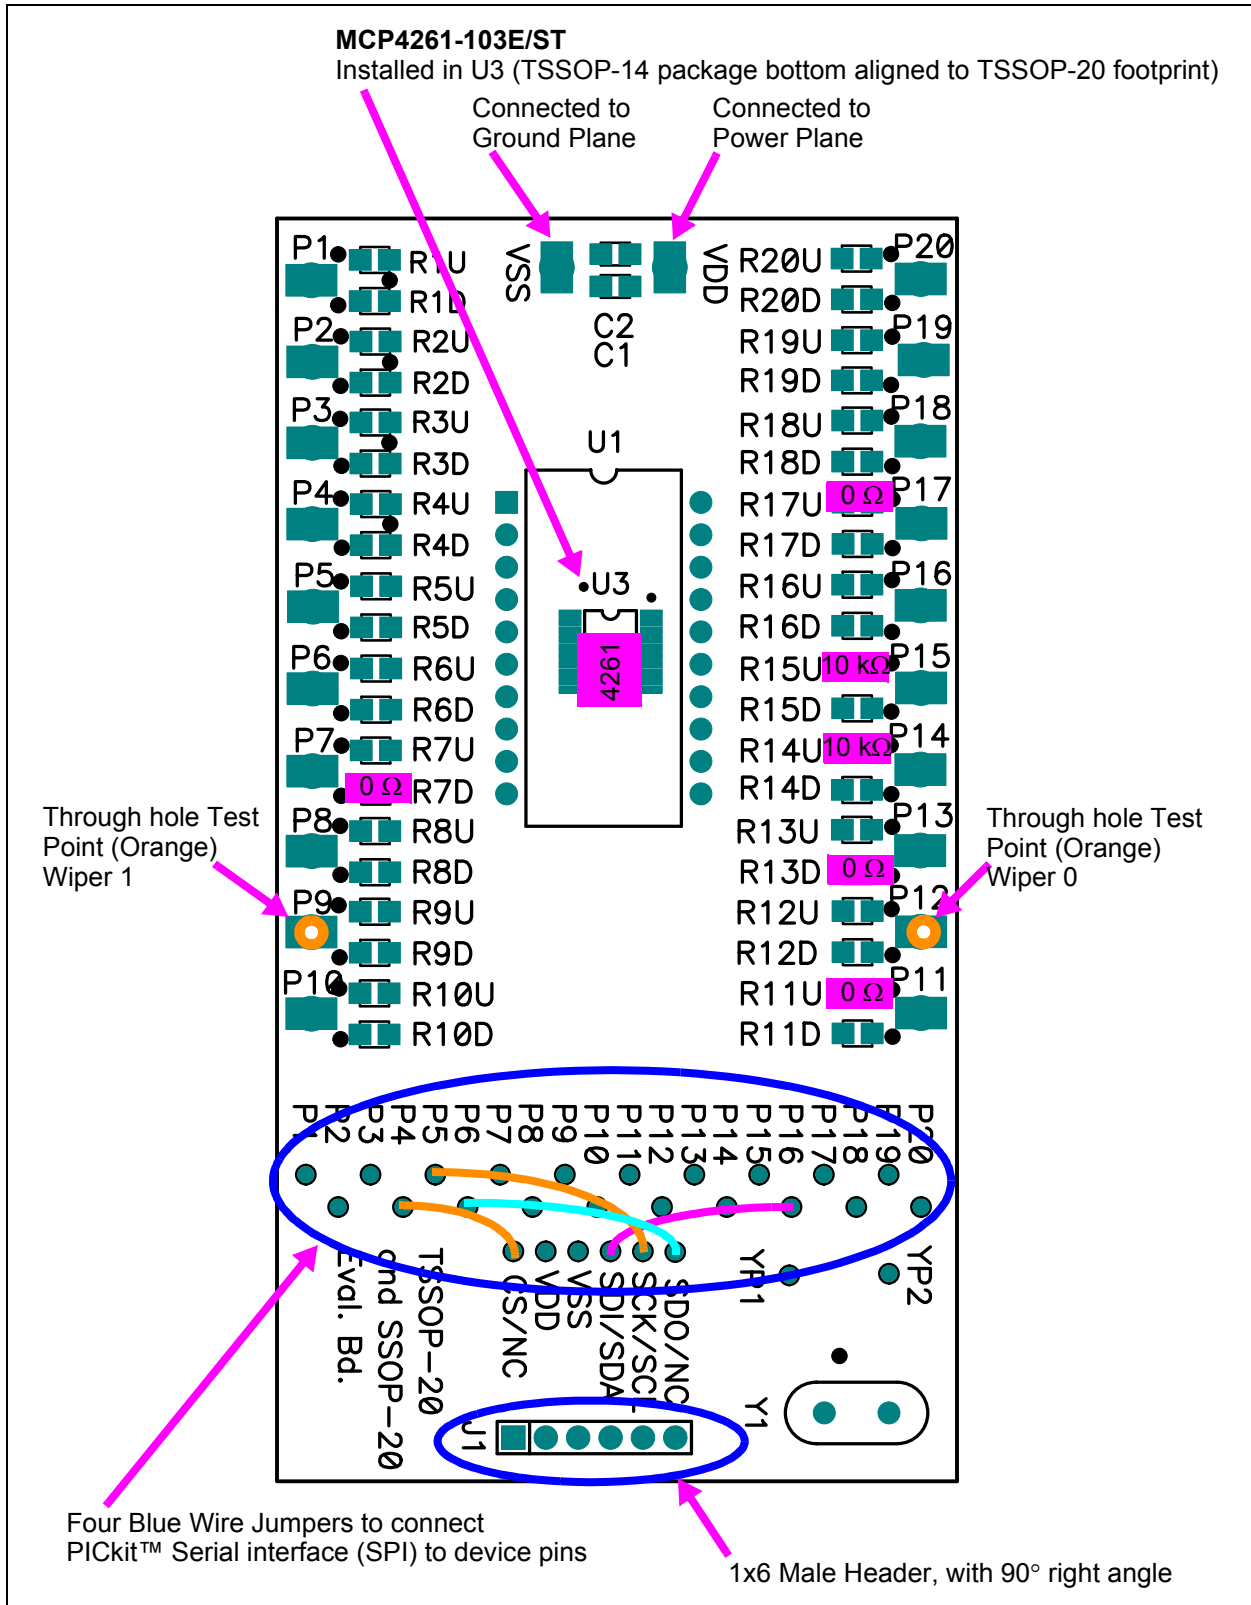 MCP4261-103E/ST
Installed in U3 (TSSOP-14 package bottom aligned to TSSOP-20 footprint)
Connected to
Ground Plane
Connected to
Power Plane
P1
R1U
R1D
P2
R2U
R2D
P3
R3U
R3D
P4
R4U
R4D
P5
R5U
R5D
P6
R6U
R6D
P7
R7U
0 Ω R7D
P8
R8U
R8D
P9
R9U
R9D
P10
R10U
R10D
VSS
VDD
C2
C1
U1
U3
4261
R20U
P20
R20D
R19U
P19
R19D
R18U
P18
R18D
R17U 0 Ω
P17
R17D
R16U
P16
R16D
R15U 10 kΩ
P15
R15D
R14U 10 kΩ
P14
R14D
R13U
P13
R13D 0 Ω
R12U
P12
R12D
R11U 0 Ω
P11
R11D
Through hole Test
Point (Orange)
Wiper 1
Through hole Test
Point (Orange)
Wiper 0
P1 P2 P3 P4 P5 P6 P7 P8 P9 P10 P11 P12 P13 P14 P15 P16 P17 P18 P19 P20
TSSOP-20
and SSOP-20
Eval. Bd.
CS/NC
VDD
VSS
SDI/SDA
SCK/SCL
SDO/NC
YP1
YP2
J1
Y1
Four Blue Wire Jumpers to connect
PICkit™ Serial interface (SPI) to device pins
1x6 Male Header, with 90° right angle